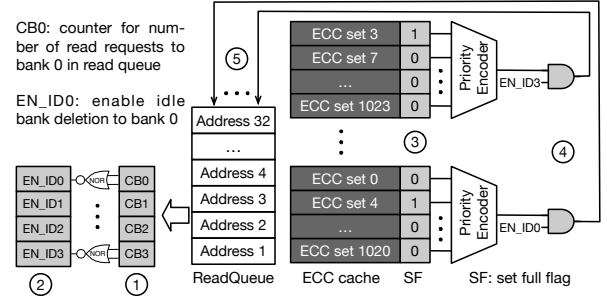 CB0: counter for num-
ber of read requests to
bank 0 in read queue
EN_ID0: enable idle
bank deletion to bank 0
EN_ID0
NOR
CB0
EN_ID1
CB1
EN_ID2
CB2
EN_ID3
NOR
CB3
2
1
5
...
Address 32
...
Address 4
Address 3
Address 2
Address 1
ReadQueue
ECC set 3
1
ECC set 7
0
...
0
ECC set 1023
0
Priority
Encoder
EN_ID3
3
4
ECC set 0
0
ECC set 4
1
...
0
ECC set 1020
0
Priority
Encoder
EN_ID0
ECC cache
SF
SF: set full flag